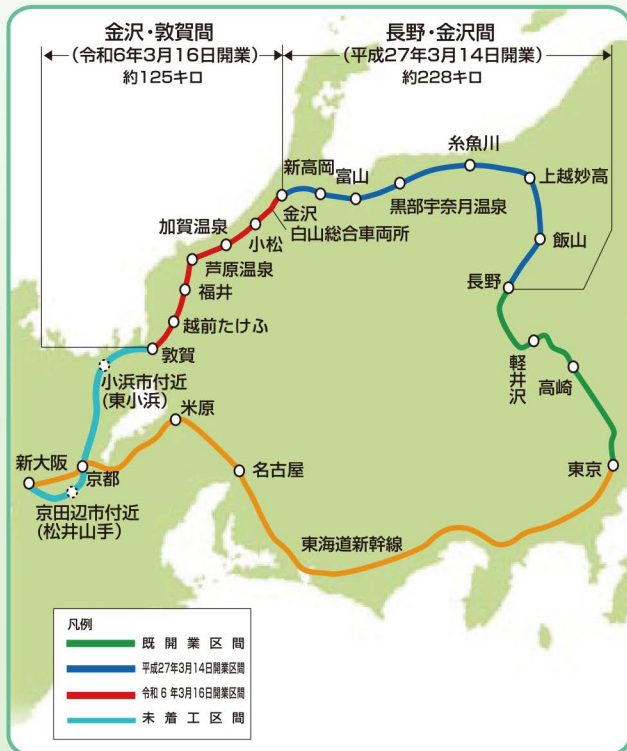 金沢・敦賀間
(令和6年3月16日開業)
約125キロ
長野・金沢間
(平成27年3月14日開業)
約228キロ
糸魚川
新高岡
富山
上越妙高
黒部宇奈月温泉
金沢
白山総合車両所
加賀温泉
小松
飯山
芦原温泉
長野
福井
越前たけふ
敦賀
軽井沢
高崎
小浜市付近
(東小浜)
米原
新大阪
京都
名古屋
東京
京田辺市付近
(松井山手)
東海道新幹線
凡例
既開業区間
平成27年3月14日開業区間
令和6年3月16日開業区間
未着工区間